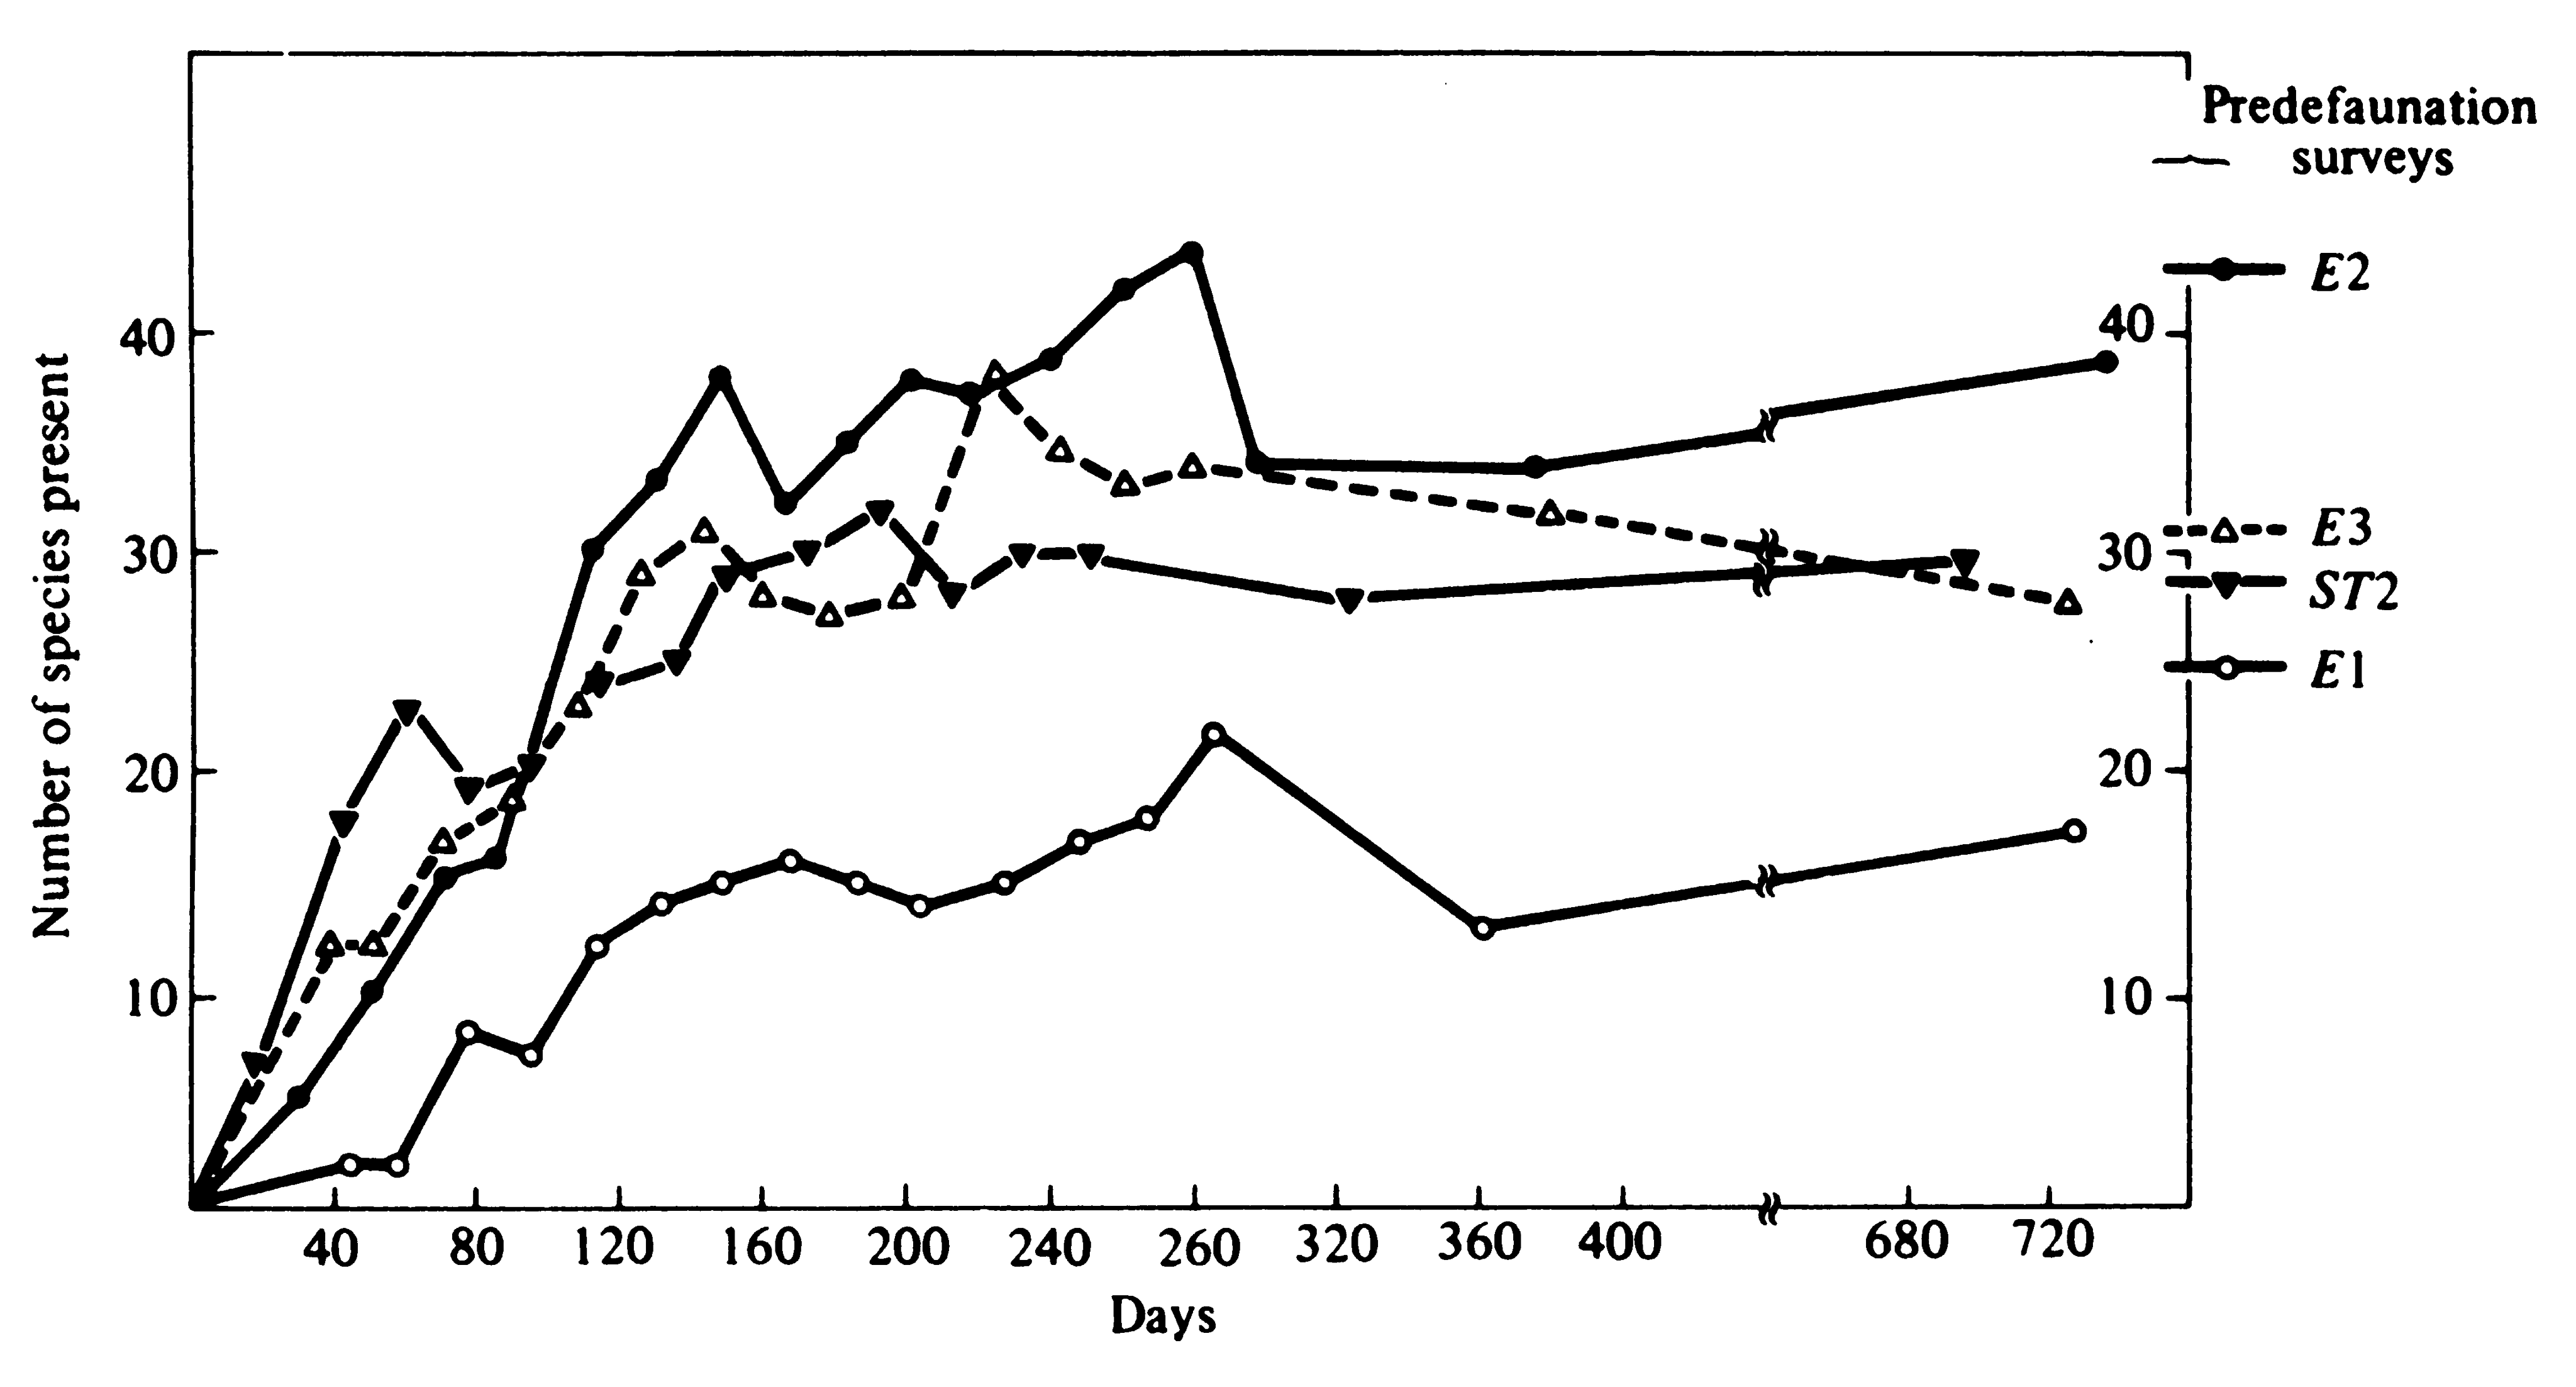 Predefaunation
surveys
E2
40
40
E3
30
30
ST2
E1
20
20
10
10
Number of species present
40 80 120 160 200 240 260 320 360 400 680 720
Days